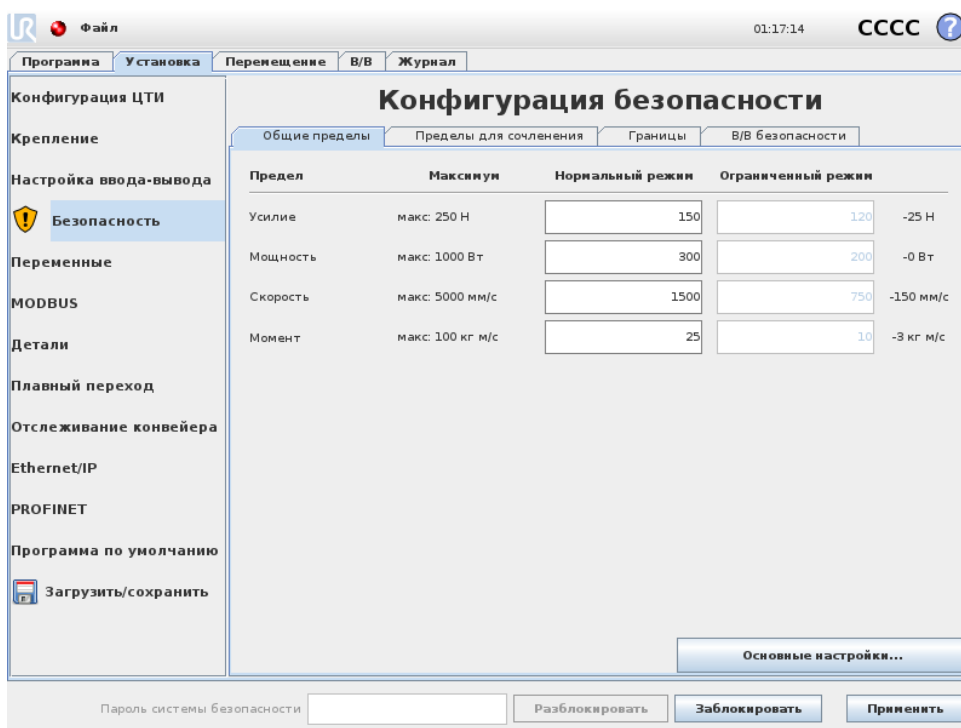 UR Файл 01:17:14 CCCC ?
Программа Установка Перемещение В/В Журнал
Конфигурация ЦТИ
Крепление
Настройка ввода-вывода
Безопасность
Переменные
MODBUS
Детали
Плавный переход
Отслеживание конвейера
Ethernet/IP
PROFINET
Программа по умолчанию
Загрузить/сохранить
Конфигурация безопасности
Общие пределы Пределы для сочленения Границы В/В безопасности
Предел Максимум Нормальный режим Ограниченный режим
Усилие макс: 250 Н 150 120 -25 Н
Мощность макс: 1000 Вт 300 200 -0 Вт
Скорость макс: 5000 мм/с 1500 750 -150 мм/с
Момент макс: 100 кг м/с 25 10 -3 кг м/с
Основные настройки...
Пароль системы безопасности Разблокировать Заблокировать Применить